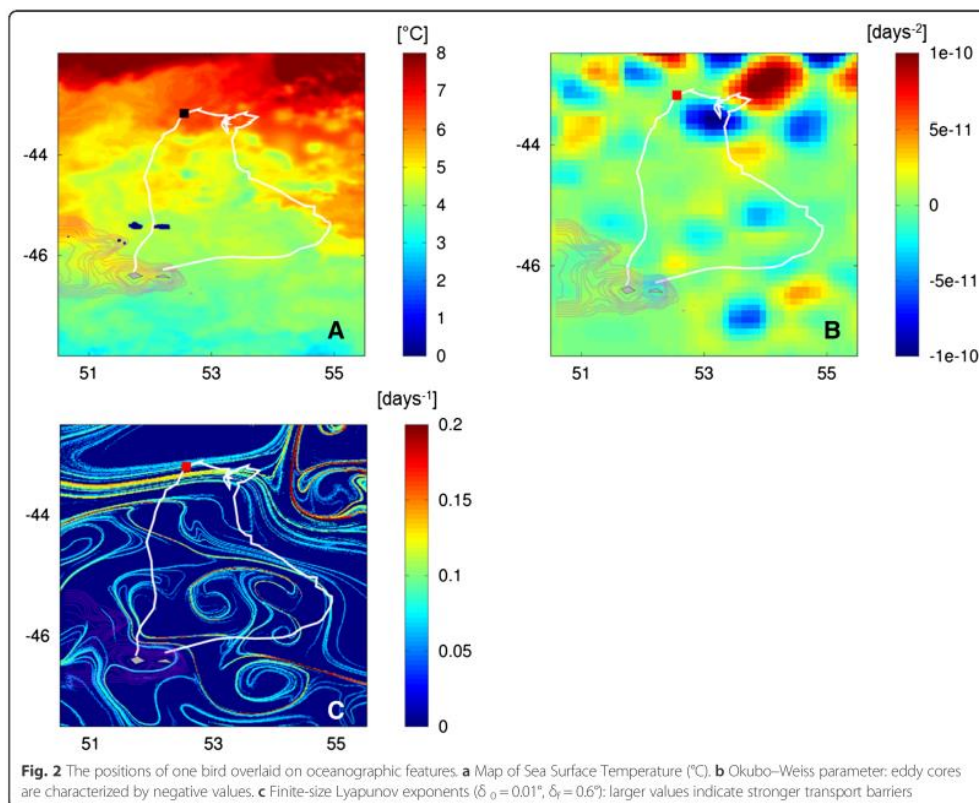 [°C]
8
7
6
5
4
3
2
1
0
-44
-46
51
53
55
A
[days-2]
1e-10
5e-11
0
-5e-11
-1e-10
-44
-46
51
53
55
B
[days-1]
0.2
0.15
0.1
0.05
0
-44
-46
51
53
55
C
Fig. 2 The positions of one bird overlaid on oceanographic features. a Map of Sea Surface Temperature (°C). b Okubo–Weiss parameter: eddy cores
are characterized by negative values. c Finite-size Lyapunov exponents (δ 0 = 0.01°, δf = 0.6°): larger values indicate stronger transport barriers